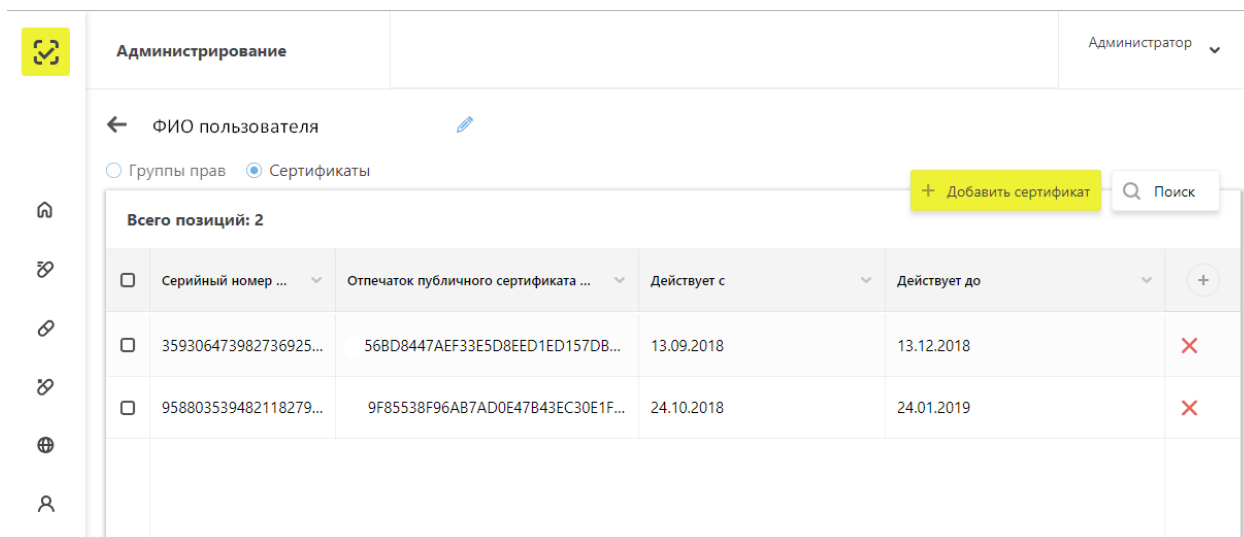 Администрирование
Администратор
ФИО пользователя
Группы прав Сертификаты
+ Добавить сертификат Поиск
Всего позиций: 2
Серийный номер ... Отпечаток публичного сертификата ... Действует с Действует до
359306473982736925... 56BD8447AEF33E5D8EED1ED157DB... 13.09.2018 13.12.2018
958803539482118279... 9F85538F96AB7AD0E47B43EC30E1F... 24.10.2018 24.01.2019